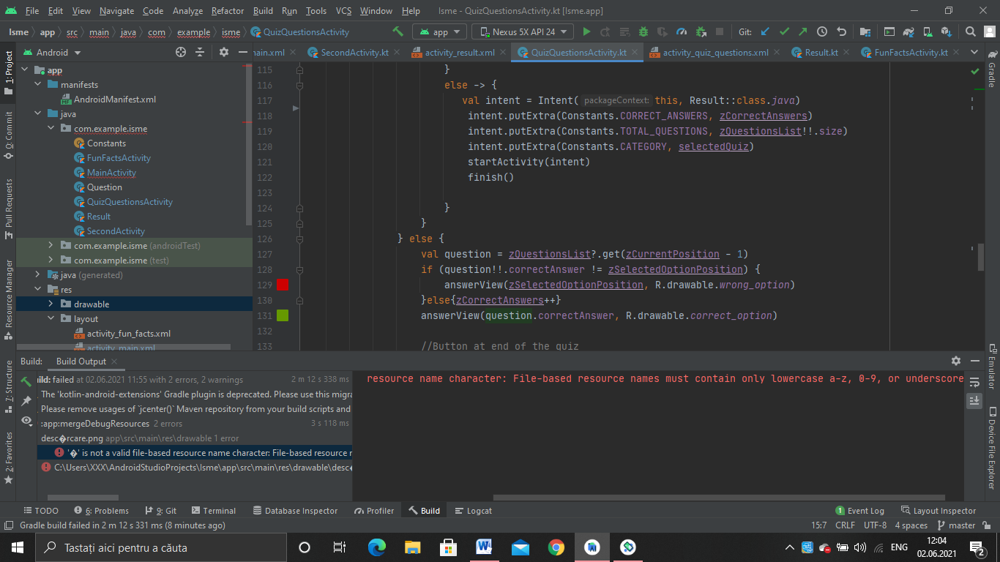 File Edit View Navigate Code Analyze Refactor Build Run Tools VCS Window Help Isme - QuizQuestionsActivity.kt [Isme.app]
Isme app src main java com example isme QuizQuestionsActivity app Nexus 5X API 24 Git:
Android main.xml SecondActivity.kt activity_result.xml QuizQuestionsActivity.kt activity_quiz_questions.xml Result.kt FunFactsActivity.kt
1: Project
0: Commit
Pull Requests
Resource Manager
7: Structure
2: Favorites
app
manifests
AndroidManifest.xml
java
com.example.isme
Constants
FunFactsActivity
MainActivity
Question
QuizQuestionsActivity
Result
SecondActivity
com.example.isme (androidTest)
com.example.isme (test)
java (generated)
res
drawable
layout
activity_fun_facts.xml
activity_main.xml
115 }
116 else -> {
117 val intent = Intent( packageContext: this, Result::class.java)
118 intent.putExtra(Constants.CORRECT_ANSWERS, zCorrectAnswers)
119 intent.putExtra(Constants.TOTAL_QUESTIONS, zQuestionsList!!.size)
120 intent.putExtra(Constants.CATEGORY, selectedQuiz)
121 startActivity(intent)
122 finish()
123
124 }
125 }
126 } else {
127 val question = zQuestionsList?.get(zCurrentPosition - 1)
128 if (question!!.correctAnswer != zSelectedOptionPosition) {
129 answerView(zSelectedOptionPosition, R.drawable.wrong_option)
130 }else{zCorrectAnswers++}
131 answerView(question.correctAnswer, R.drawable.correct_option)
132
133 //Button at end of the quiz
Gradle
Emulator
Device File Explorer
Build: Build Output
uild: failed at 02.06.2021 11:55 with 2 errors, 2 warnings 2 m 12 s 338 ms
The 'kotlin-android-extensions' Gradle plugin is deprecated. Please use this migra
Please remove usages of `jcenter()` Maven repository from your build scripts and
:app:mergeDebugResources 2 errors 3 s 118 ms
desc�rcare.png app\src\main\res\drawable 1 error
'�' is not a valid file-based resource name character: File-based resource r
C:\Users\XXX\AndroidStudioProjects\Isme\app\src\main\res\drawable\desc�
resource name character: File-based resource names must contain only lowercase a-z, 0-9, or underscore
TODO 6: Problems 9: Git Terminal Database Inspector Profiler Build Logcat 1 Event Log Layout Inspector
Gradle build failed in 2 m 12 s 331 ms (8 minutes ago) 15:7 CRLF UTF-8 4 spaces master
Tastați aici pentru a căuta ENG 12:04
02.06.2021 2